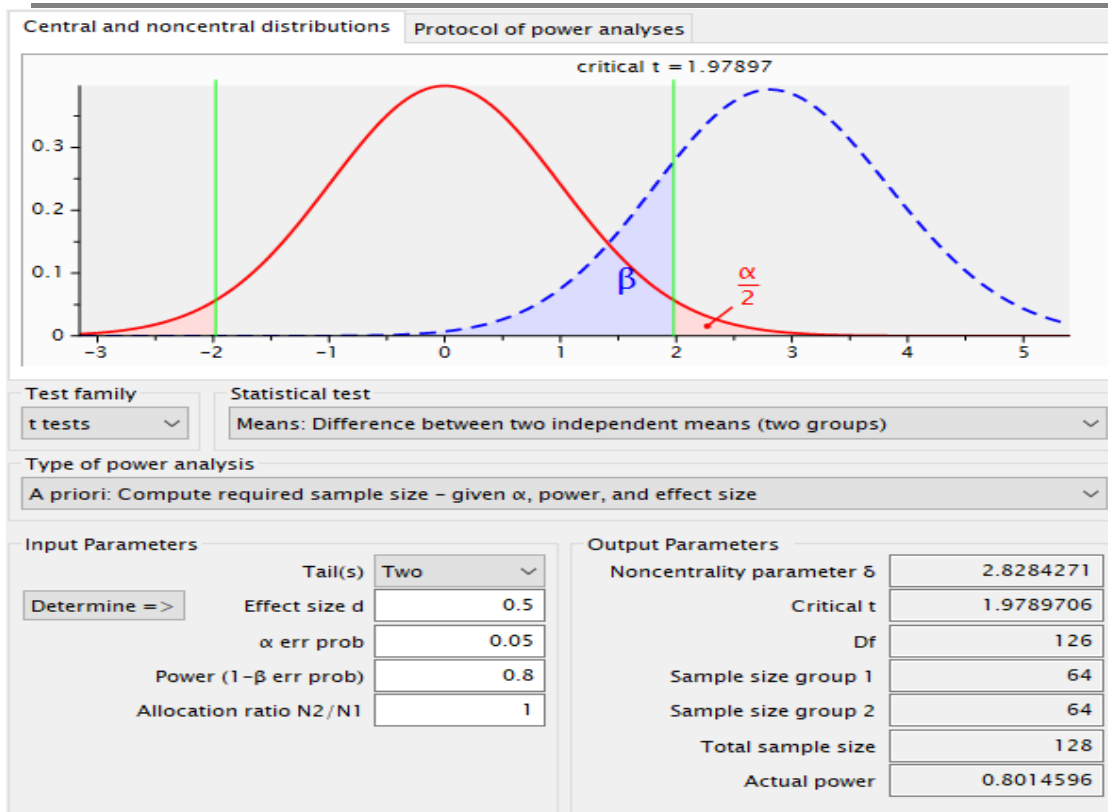 Central and noncentral distributions Protocol of power analyses
critical t = 1.97897
0.3
0.2
0.1
0
β
α
2
-3 -2 -1 0 1 2 3 4 5
Test family Statistical test
t tests Means: Difference between two independent means (two groups)
Type of power analysis
A priori: Compute required sample size – given α, power, and effect size
Input Parameters
Tail(s) Two
Determine => Effect size d 0.5
α err prob 0.05
Power (1-β err prob) 0.8
Allocation ratio N2/N1 1
Output Parameters
Noncentrality parameter δ 2.8284271
Critical t 1.9789706
Df 126
Sample size group 1 64
Sample size group 2 64
Total sample size 128
Actual power 0.8014596